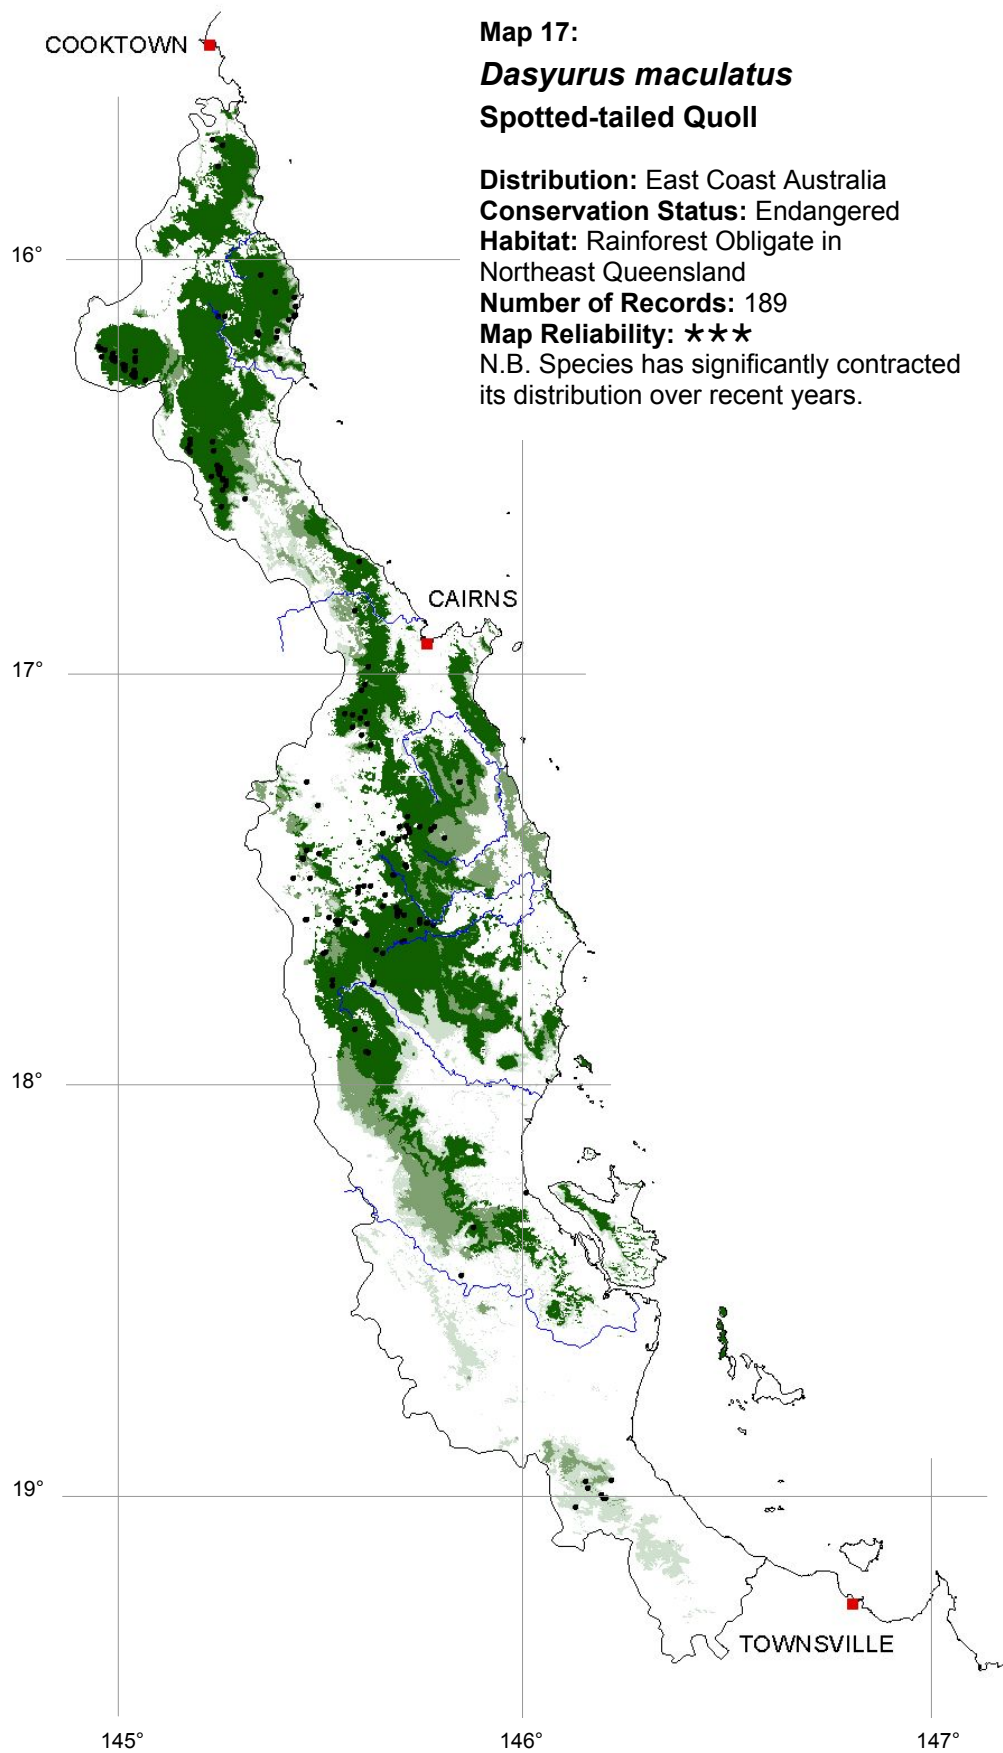 COOKTOWN
Map 17:
Dasyurus maculatus
Spotted-tailed Quoll
Distribution: East Coast Australia
Conservation Status: Endangered
Habitat: Rainforest Obligate in
Northeast Queensland
Number of Records: 189
Map Reliability: ★★★
N.B. Species has significantly contracted
its distribution over recent years.
16°
CAIRNS
17°
18°
19°
TOWNSVILLE
145°
146°
147°